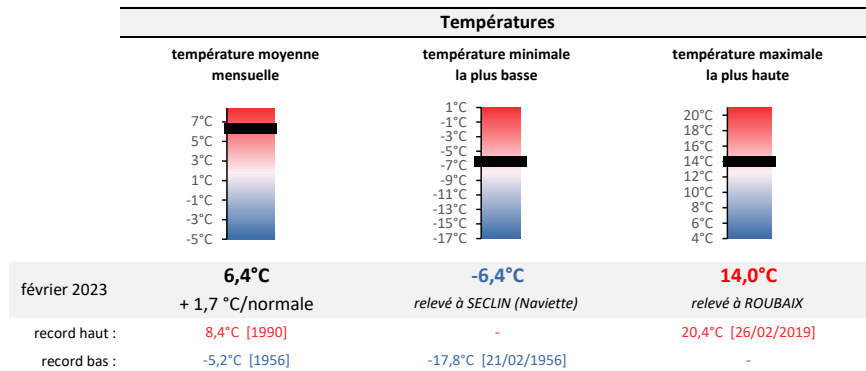 Températures
température moyenne mensuelle
température minimale la plus basse
température maximale la plus haute
7°C
5°C
3°C
1°C
-1°C
-3°C
-5°C
1°C
-1°C
-3°C
-5°C
-7°C
-9°C
-11°C
-13°C
-15°C
-17°C
20°C
18°C
16°C
14°C
12°C
10°C
8°C
6°C
4°C
février 2023
6,4°C
-6,4°C
14,0°C
+ 1,7 °C/normale
relevé à SECLIN (Naviette)
relevé à ROUBAIX
record haut : 8,4°C [1990] - 20,4°C [26/02/2019]
record bas : -5,2°C [1956] -17,8°C [21/02/1956] -